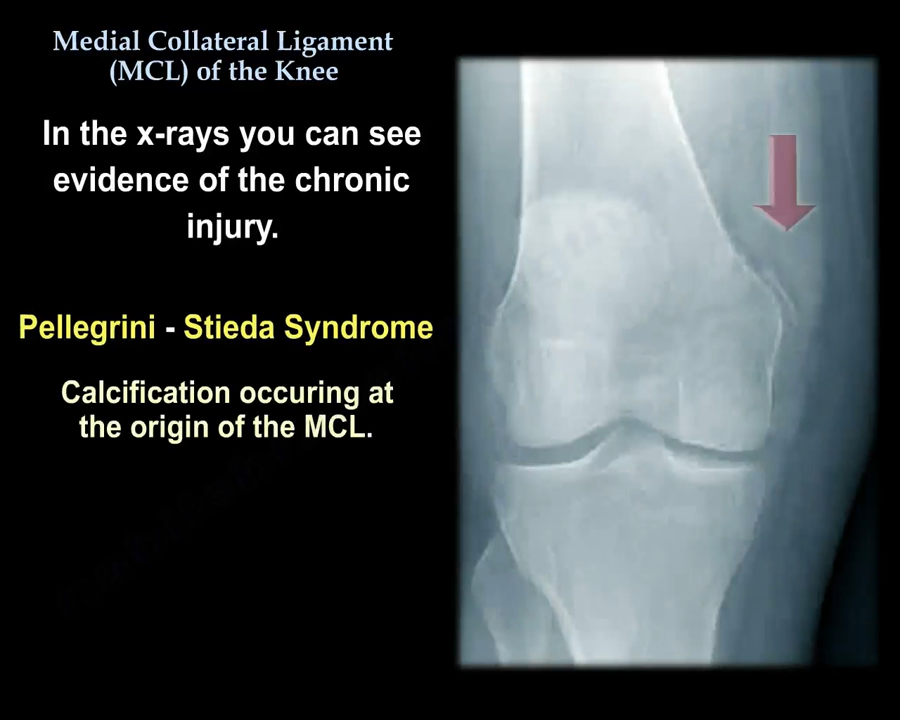 Medial Collateral Ligament
(MCL) of the Knee
In the x-rays you can see
evidence of the chronic
injury.
Pellegrini - Stieda Syndrome
Calcification occuring at
the origin of the MCL.